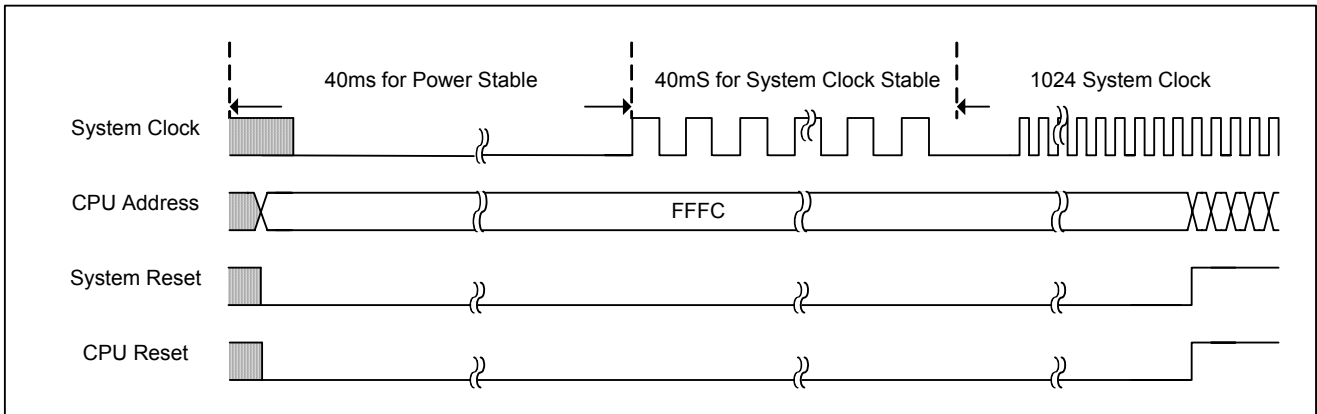 40ms for Power Stable
40mS for System Clock Stable
1024 System Clock
System Clock
CPU Address
FFFC
System Reset
CPU Reset